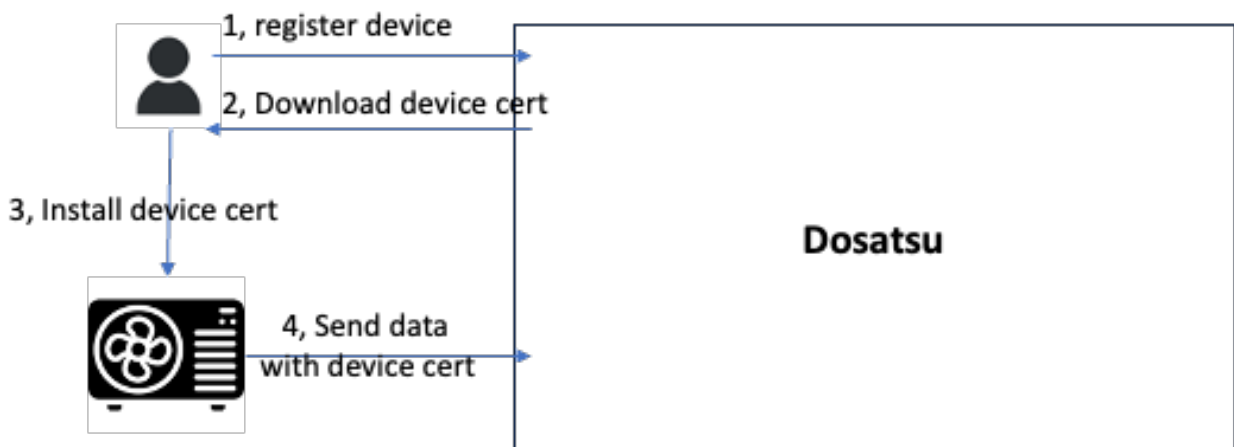 1, register device
2, Download device cert
3, Install device cert
Dosatsu
4, Send data
with device cert